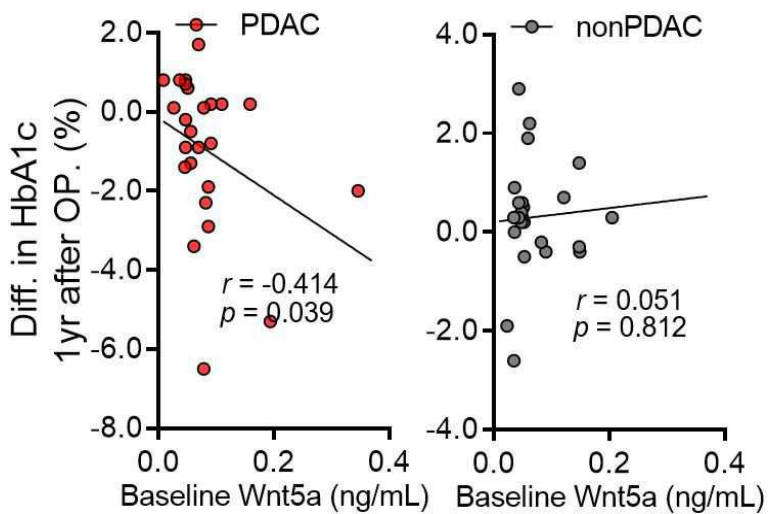 PDAC
nonPDAC
Diff. in HbA1c
1yr after OP. (%)
2.0
0.0
-2.0
-4.0
-6.0
-8.0
r = -0.414
p = 0.039
0.0 0.2 0.4
Baseline Wnt5a (ng/mL)
4.0
2.0
0.0
-2.0
-4.0
r = 0.051
p = 0.812
0.0 0.2 0.4
Baseline Wnt5a (ng/mL)